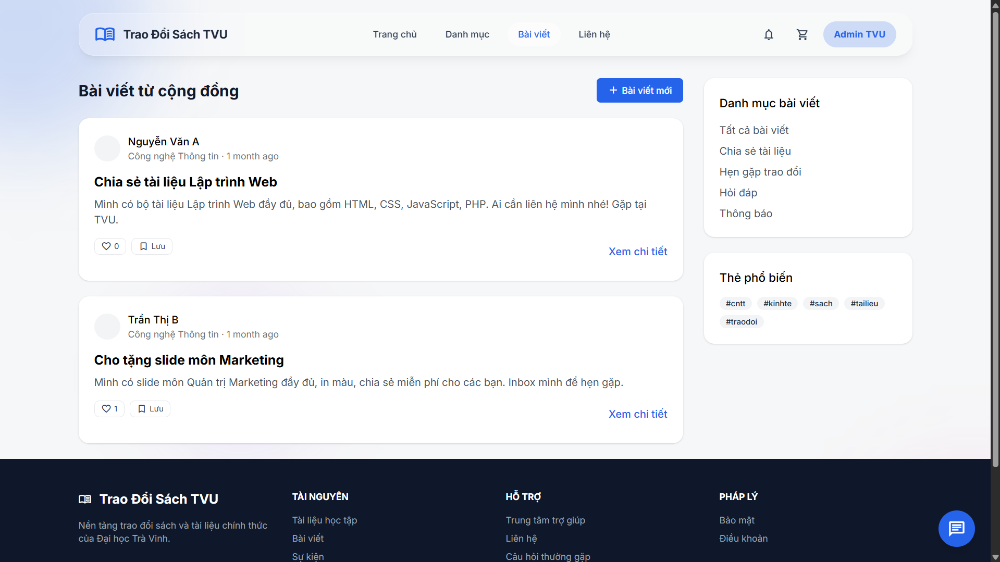 Trao Đổi Sách TVU
Trang chủ
Danh mục
Bài viết
Liên hệ
Admin TVU
Bài viết từ cộng đồng
Bài viết mới
Nguyễn Văn A
Công nghệ Thông tin · 1 month ago
Chia sẻ tài liệu Lập trình Web
Mình có bộ tài liệu Lập trình Web đầy đủ, bao gồm HTML, CSS, JavaScript, PHP. Ai cần liên hệ mình nhé! Gặp tại
TVU.
0
Lưu
Xem chi tiết
Trần Thị B
Công nghệ Thông tin · 1 month ago
Cho tặng slide môn Marketing
Mình có slide môn Quản trị Marketing đầy đủ, in màu, chia sẻ miễn phí cho các bạn. Inbox mình để hẹn gặp.
1
Lưu
Xem chi tiết
Danh mục bài viết
Tất cả bài viết
Chia sẻ tài liệu
Hẹn gặp trao đổi
Hỏi đáp
Thông báo
Thẻ phổ biến
#cntt #kinhte #sach #tailieu
#traodoi
Trao Đổi Sách TVU
Nền tảng trao đổi sách và tài liệu chính thức
của Đại học Trà Vinh.
TÀI NGUYÊN
Tài liệu học tập
Bài viết
Sự kiện
HỖ TRỢ
Trung tâm trợ giúp
Liên hệ
Câu hỏi thường gặp
PHÁP LÝ
Bảo mật
Điều khoản